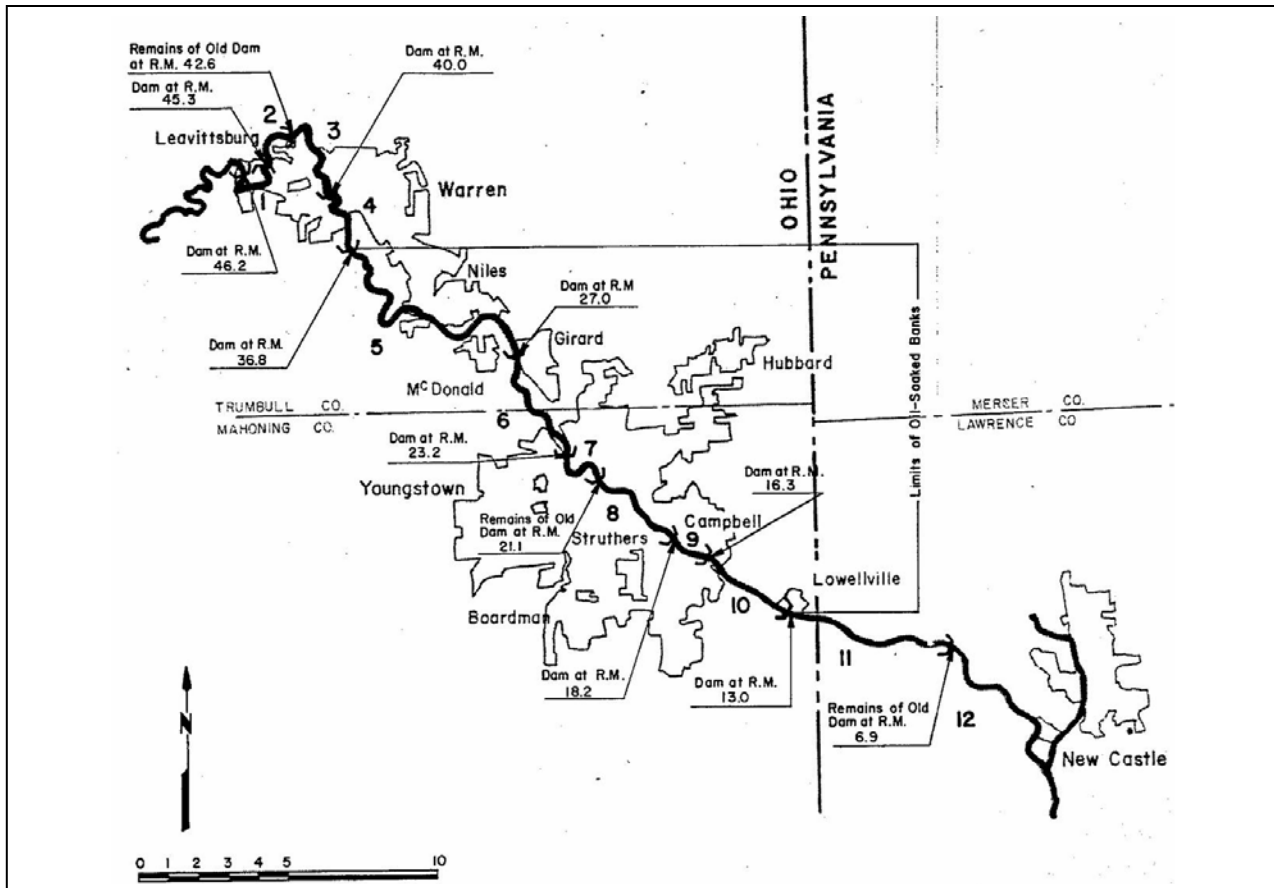 Remains of Old Dam
at R.M. 42.6
Dam at R.M.
40.0
Dam at R.M.
45.3
2
3
Leavittsburg
Warren
1
4
Dam at R.M.
46.2
OHIO
PENNSYLVANIA
Niles
Dam at R.M
27.0
Girard
Hubbard
Dam at R.M.
36.8
5
McDonald
Limits of Oil-Soaked Banks
TRUMBULL CO.
MAHONING CO.
MERSER CO.
LAWRENCE CO
6
Dam at R.M.
23.2
7
Youngstown
Dam at R.M.
16.3
8
Remains of Old
Dam at R.M.
21.1
Campbell
9
Struthers
Lowellville
10
Boardman
11
Dam at R.M.
18.2
Dam at R.M.
13.0
Remains of Old
Dam at R.M.
6.9
12
N
New Castle
0 1 2 3 4 5 10